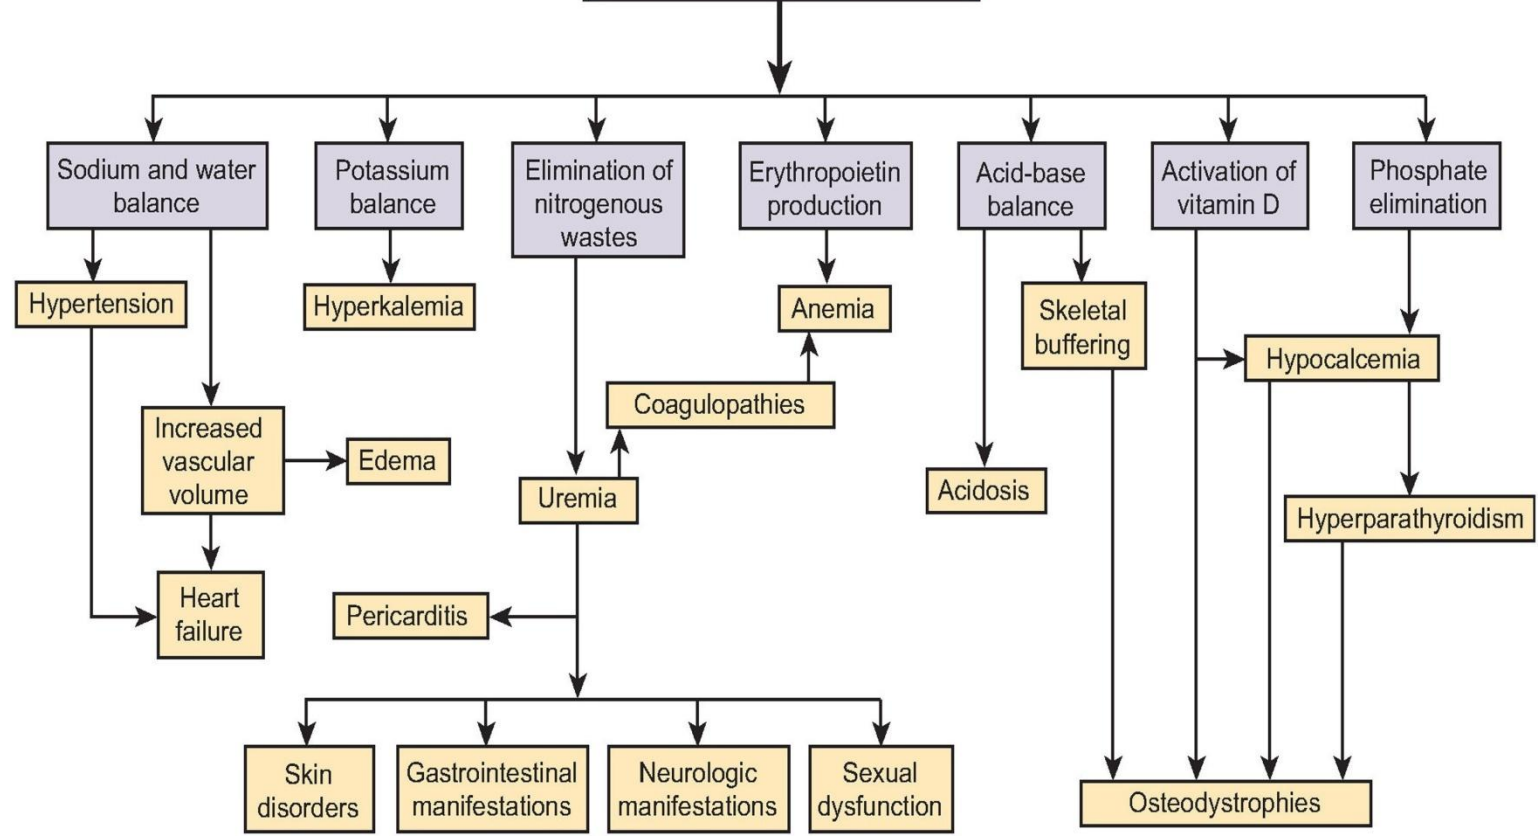 Sodium and water
balance
Potassium
balance
Elimination of
nitrogenous
wastes
Erythropoietin
production
Acid-base
balance
Activation of
vitamin D
Phosphate
elimination
Hypertension
Hyperkalemia
Anemia
Skeletal
buffering
Hypocalcemia
Coagulopathies
Increased
vascular
volume
Edema
Uremia
Acidosis
Hyperparathyroidism
Heart
failure
Pericarditis
Skin
disorders
Gastrointestinal
manifestations
Neurologic
manifestations
Sexual
dysfunction
Osteodystrophies